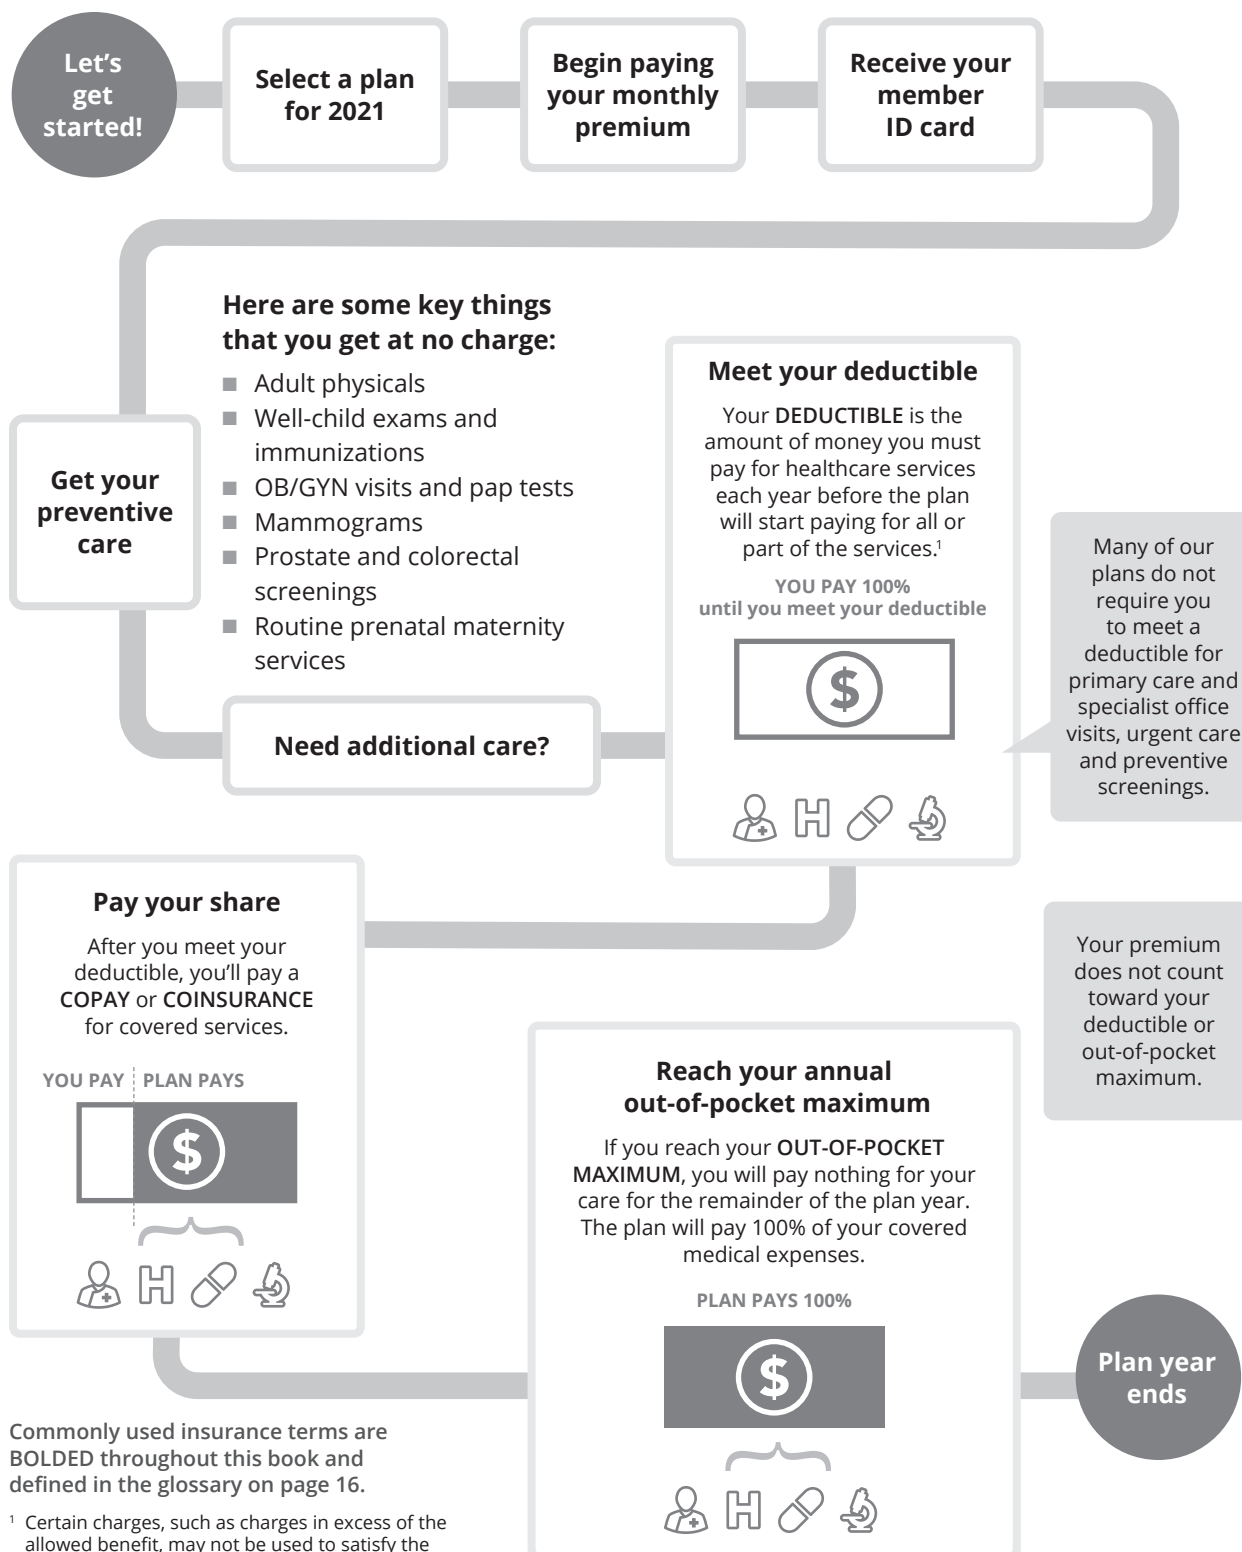 Let's
get
started!
Select a plan
for 2021
Begin paying
your monthly
premium
Receive your
member
ID card
Here are some key things
that you get at no charge:
■ Adult physicals
■ Well-child exams and
immunizations
■ OB/GYN visits and pap tests
■ Mammograms
■ Prostate and colorectal
screenings
■ Routine prenatal maternity
services
Get your
preventive
care
Need additional care?
Meet your deductible
Your DEDUCTIBLE is the
amount of money you must
pay for healthcare services
each year before the plan
will start paying for all or
part of the services.¹
YOU PAY 100%
until you meet your deductible
$
H
Many of our
plans do not
require you
to meet a
deductible for
primary care and
specialist office
visits, urgent care
and preventive
screenings.
Pay your share
After you meet your
deductible, you'll pay a
COPAY or COINSURANCE
for covered services.
YOU PAY PLAN PAYS
$
H
Your premium
does not count
toward your
deductible or
out-of-pocket
maximum.
Reach your annual
out-of-pocket maximum
If you reach your OUT-OF-POCKET
MAXIMUM, you will pay nothing for your
care for the remainder of the plan year.
The plan will pay 100% of your covered
medical expenses.
PLAN PAYS 100%
$
H
Plan year
ends
Commonly used insurance terms are
BOLDED throughout this book and
defined in the glossary on page 16.
¹ Certain charges, such as charges in excess of the
allowed benefit, may not be used to satisfy the